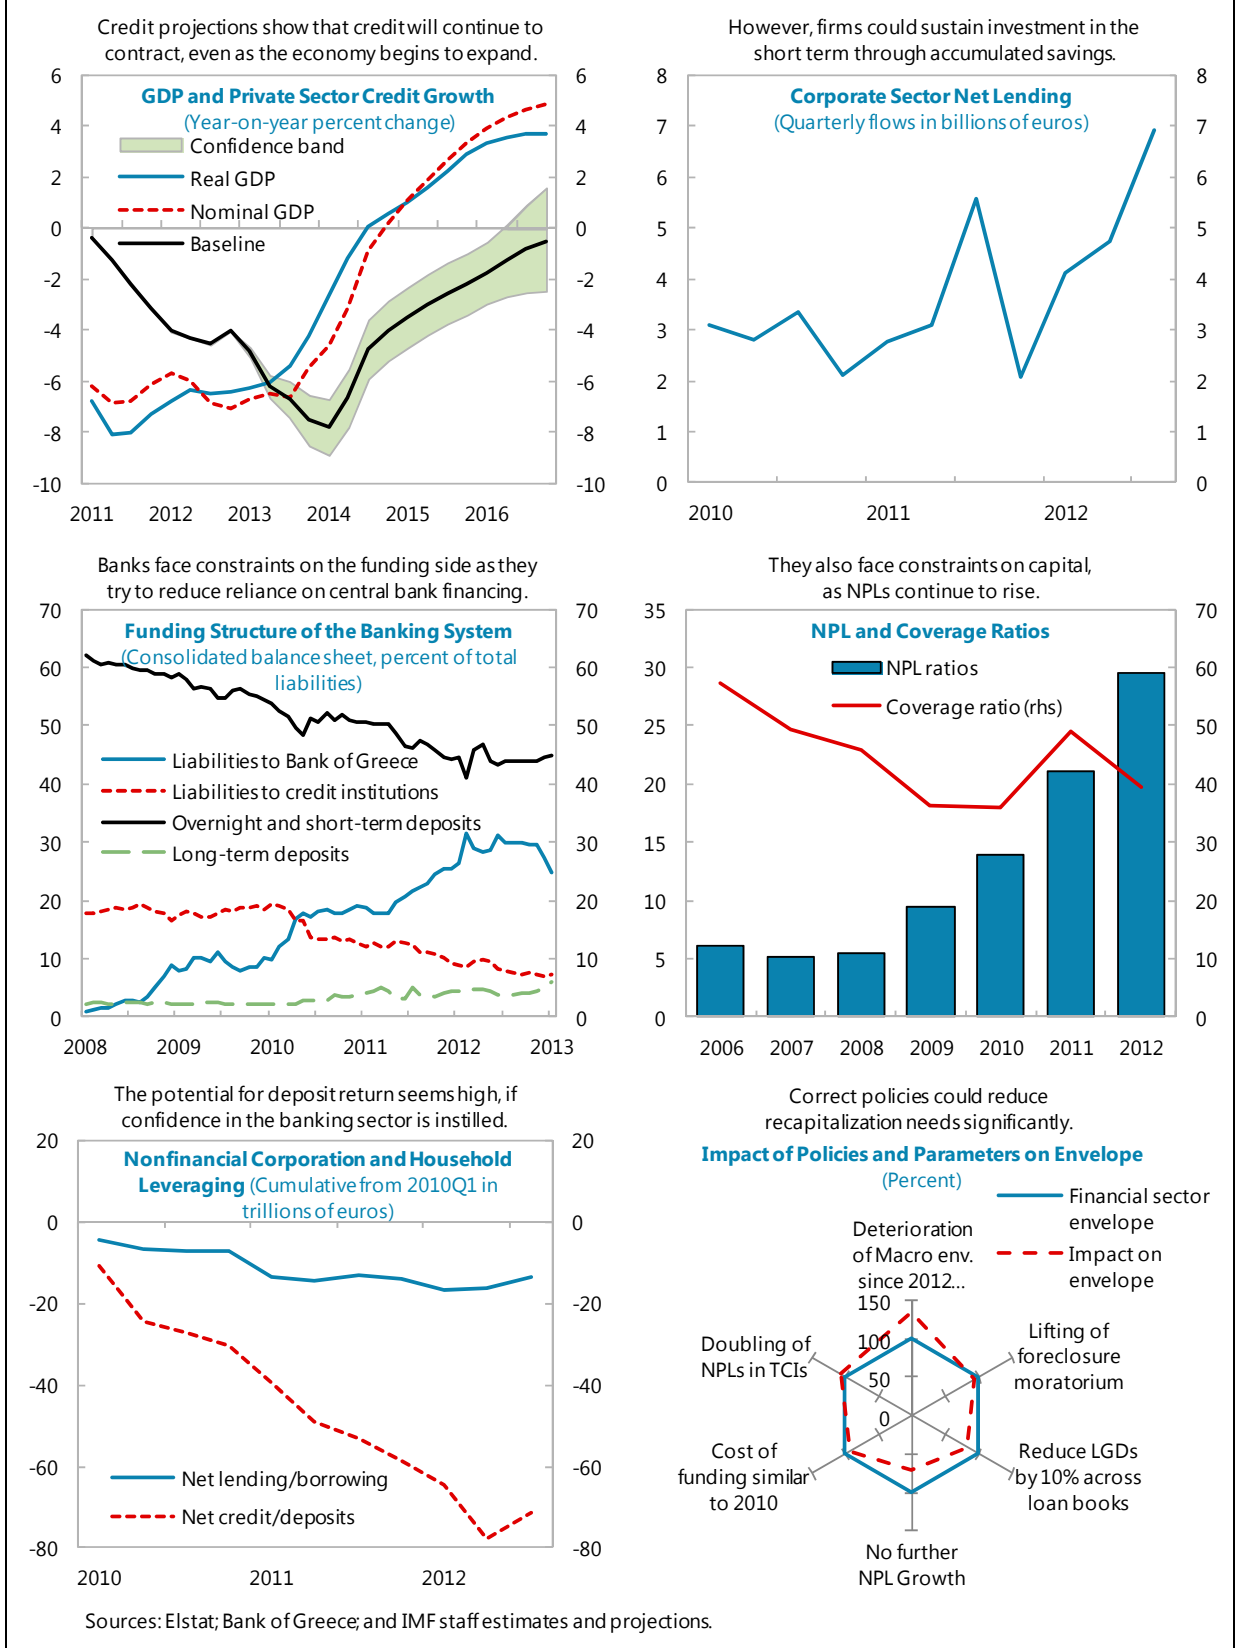 Credit projections show that credit will continue to
contract, even as the economy begins to expand.
GDP and Private Sector Credit Growth
(Year-on-year percent change)
Confidence band
Real GDP
Nominal GDP
Baseline
6
4
2
0
-2
-4
-6
-8
-10
6
4
2
0
-2
-4
-6
-8
-10
2011 2012 2013 2014 2015 2016
However, firms could sustain investment in the
short term through accumulated savings.
Corporate Sector Net Lending
(Quarterly flows in billions of euros)
8
7
6
5
4
3
2
1
0
8
7
6
5
4
3
2
1
0
2010 2011 2012
Banks face constraints on the funding side as they
try to reduce reliance on central bank financing.
Funding Structure of the Banking System
(Consolidated balance sheet, percent of total
liabilities)
Liabilities to Bank of Greece
Liabilities to credit institutions
Overnight and short-term deposits
Long-term deposits
70
60
50
40
30
20
10
0
70
60
50
40
30
20
10
0
2008 2009 2010 2011 2012 2013
They also face constraints on capital,
as NPLs continue to rise.
NPL and Coverage Ratios
NPL ratios
Coverage ratio (rhs)
35
30
25
20
15
10
5
0
70
60
50
40
30
20
10
0
2006 2007 2008 2009 2010 2011 2012
The potential for deposit return seems high, if
confidence in the banking sector is instilled.
Nonfinancial Corporation and Household
Leveraging (Cumulative from 2010Q1 in
trillions of euros)
Net lending/borrowing
Net credit/deposits
20
0
-20
-40
-60
-80
20
0
-20
-40
-60
-80
2010 2011 2012
Correct policies could reduce
recapitalization needs significantly.
Impact of Policies and Parameters on Envelope
(Percent)
Financial sector
envelope
Impact on
envelope
Deterioration
of Macro env.
since 2012...
150
100
50
0
Lifting of
foreclosure
moratorium
Reduce LGDs
by 10% across
loan books
No further
NPL Growth
Cost of
funding similar
to 2010
Doubling of
NPLs in TCIs
Sources: Elstat; Bank of Greece; and IMF staff estimates and projections.